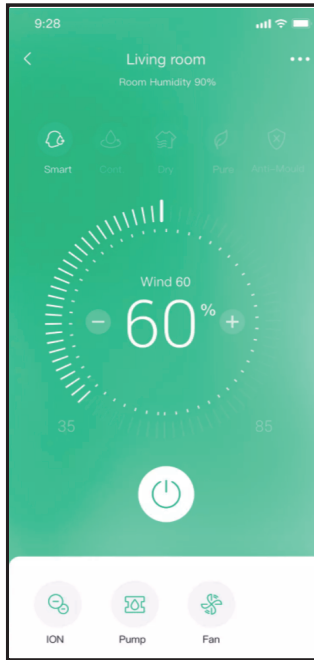 9:28
Living room
Room Humidity 90%
Smart Cont Dry Pure Anti-Mould
Wind 60
60%
35 85
ION Pump Fan